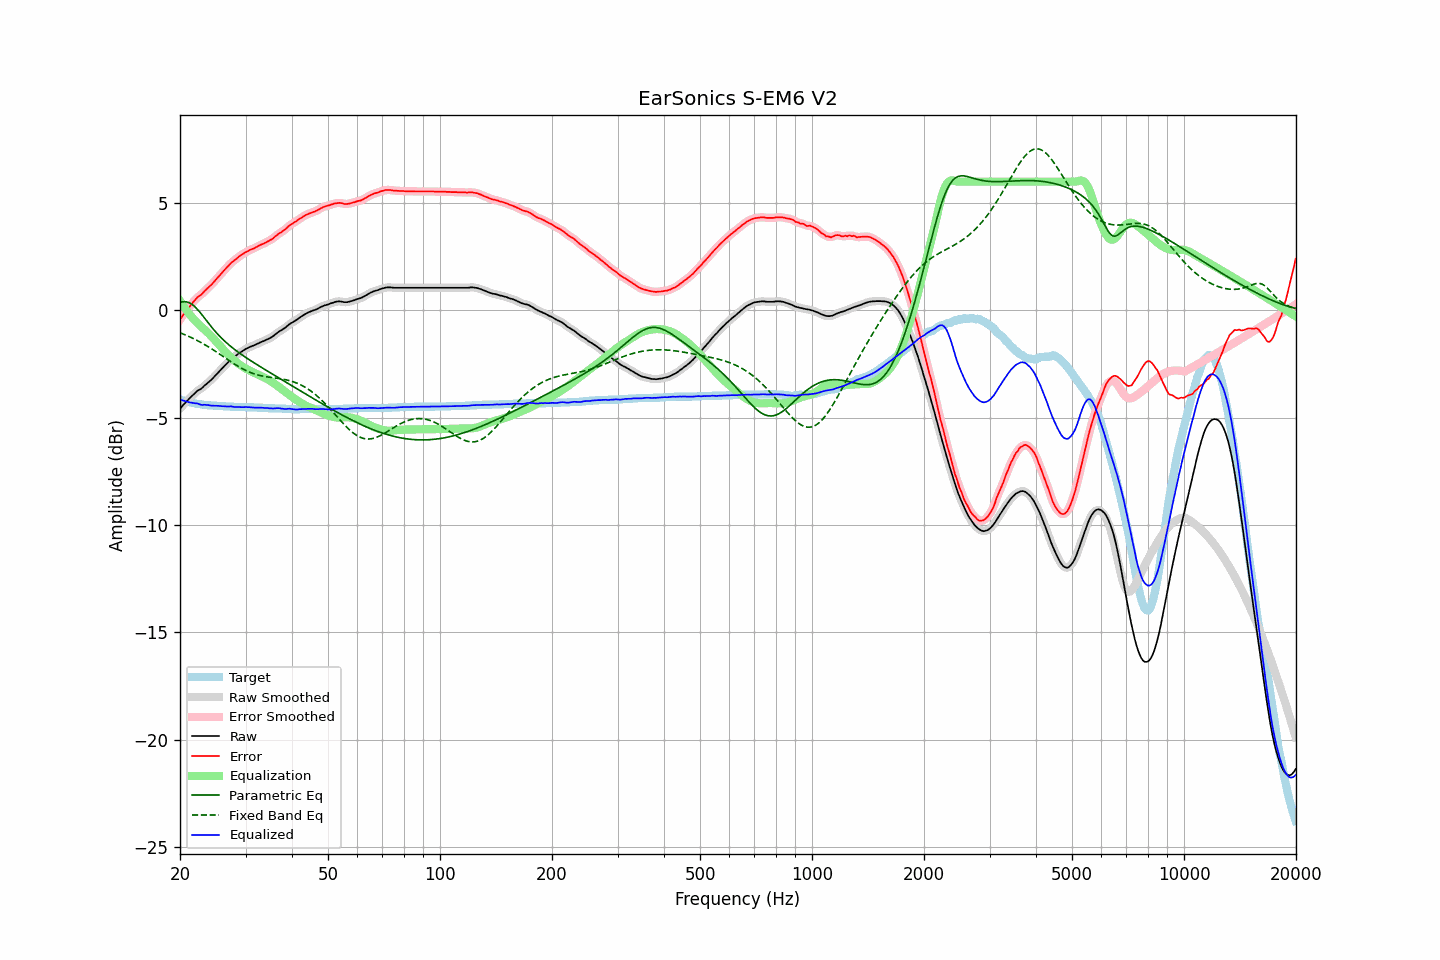 EarSonics S-EM6 V2
Amplitude (dBr)
5
0
−5
−10
−15
−20
−25
Target
Raw Smoothed
Error Smoothed
Raw
Error
Equalization
Parametric Eq
Fixed Band Eq
Equalized
20 50 100 200 500 1000 2000 5000 10000 20000
Frequency (Hz)